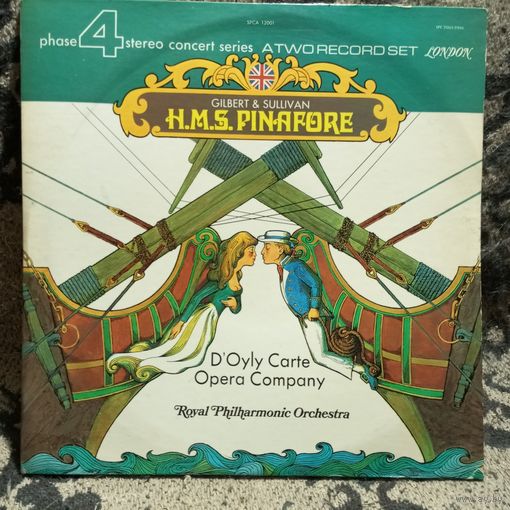 SPCA 12001
phase 4 stereo concert series A TWO RECORD SET LONDON
GILBERT & SULLIVAN
H.M.S. PINAFORE
D'Oyly Carte
Opera Company
Royal Philharmonic Orchestra